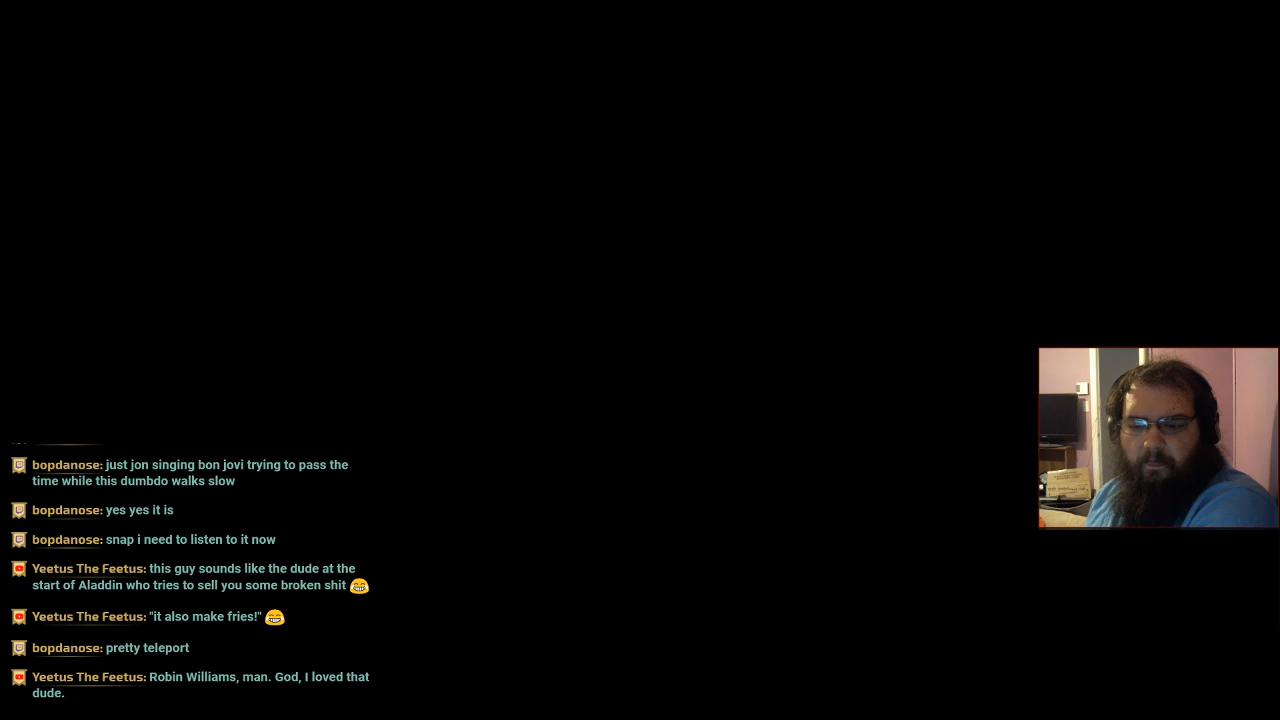 bopdanose: just jon singing bon jovi trying to pass the
time while this dumbdo walks slow
bopdanose: yes yes it is
bopdanose: snap i need to listen to it now
Yeetus The Feetus: this guy sounds like the dude at the
start of Aladdin who tries to sell you some broken shit 😂
Yeetus The Feetus: "it also make fries!" 😂
bopdanose: pretty teleport
Yeetus The Feetus: Robin Williams, man. God, I loved that
dude.